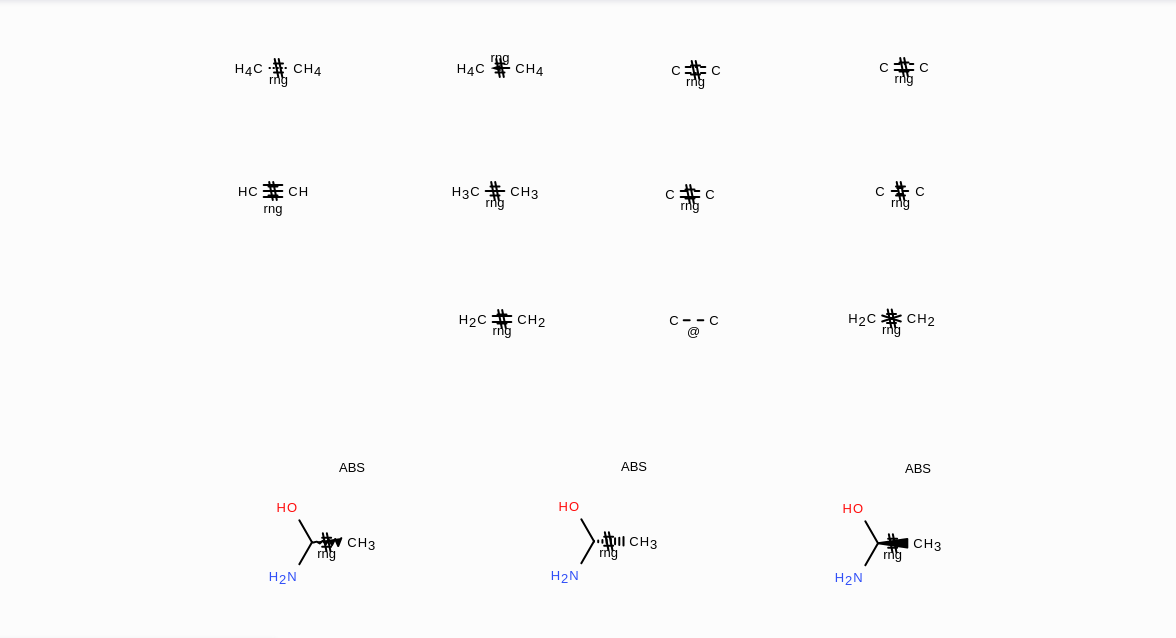 H4C rng CH4
H4C rng CH4
C rng C
C rng C
HC rng CH
H3C rng CH3
C rng C
C rng C
H2C rng CH2
C @ C
H2C rng CH2
ABS
HO
rng CH3
H2N
ABS
HO
rng CH3
H2N
ABS
HO
rng CH3
H2N